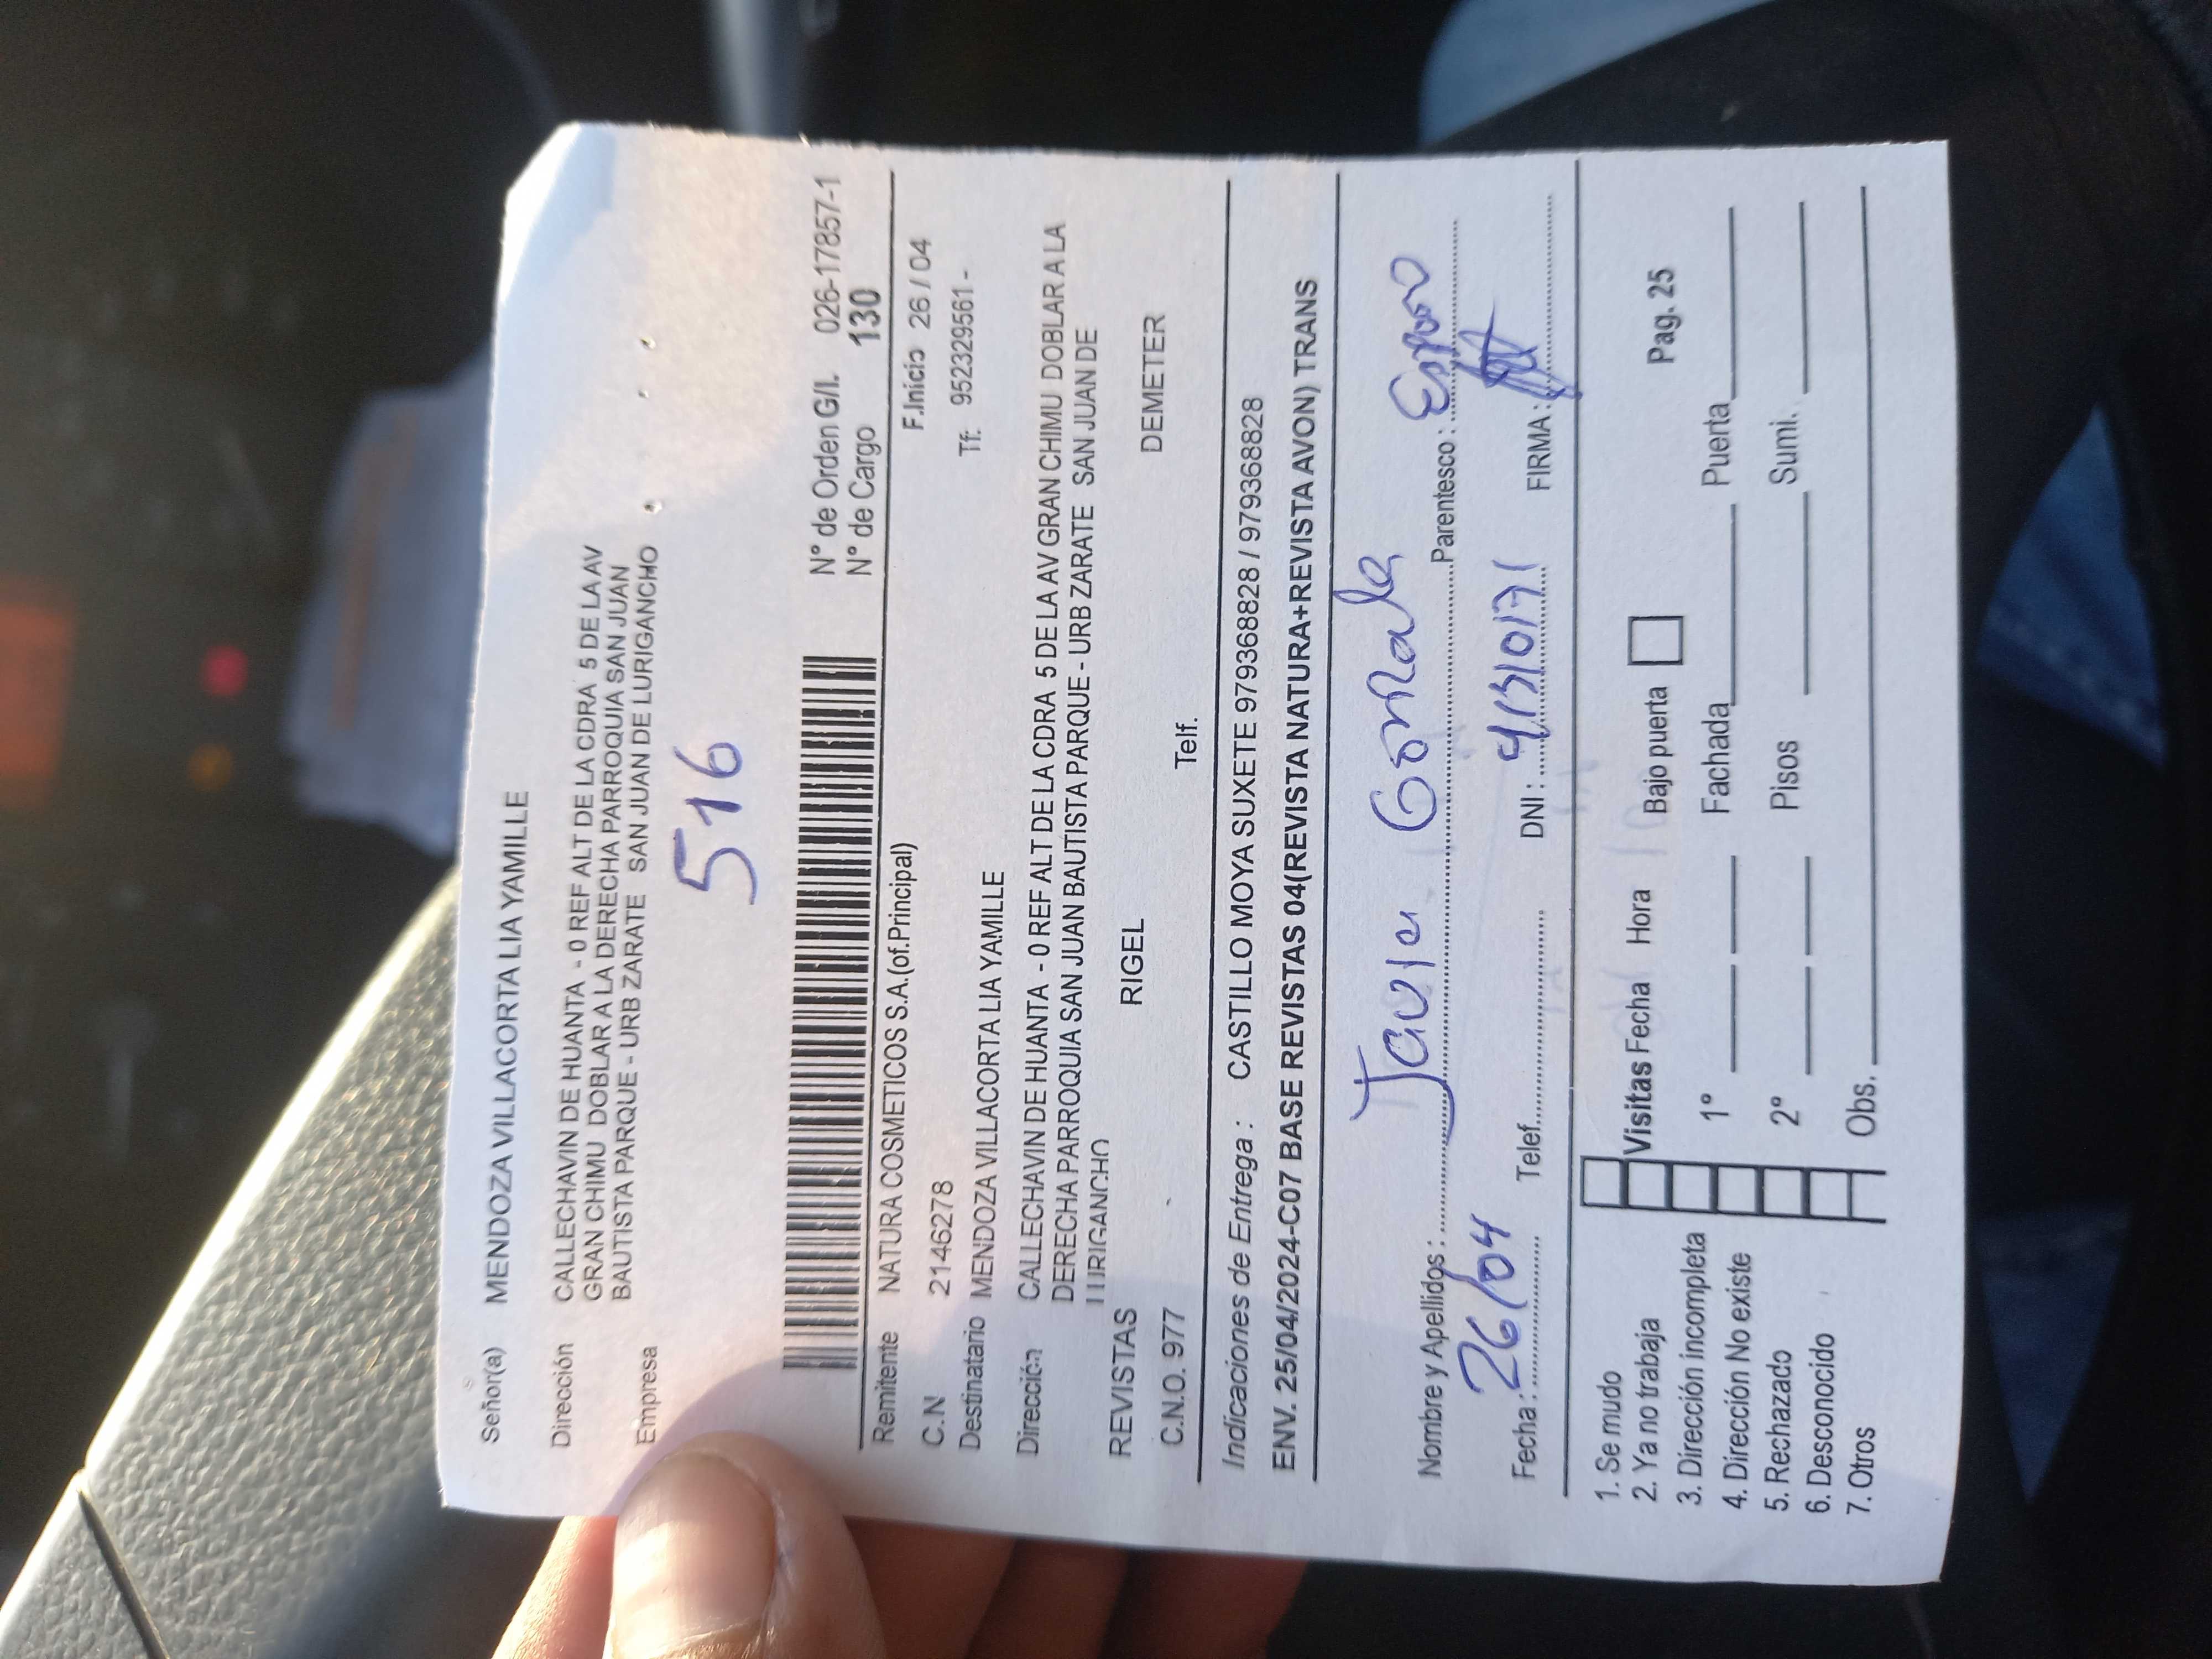 Señor(a) MENDOZA VILLACORTA LIA YAMILLE
Dirección CALLECHAVIN DE HUANTA - 0 REF ALT DE LA CDRA 5 DE LA AV
GRAN CHIMU DOBLAR A LA DERECHA PARROQUIA SAN JUAN
BAUTISTA PARQUE - URB ZARATE SAN JUAN DE LURIGANCHO
Empresa
516
N° de Orden G/I. 026-17857-1
N° de Cargo 130
Remitente NATURA COSMETICOS S.A.(of.Principal) F.Inicio 26 / 04
C.N 2146278 Tf: 952329561 -
Destinatario MENDOZA VILLACORTA LIA YAMILLE
Dirección CALLECHAVIN DE HUANTA - 0 REF ALT DE LA CDRA 5 DE LA AV GRAN CHIMU DOBLAR A LA
DERECHA PARROQUIA SAN JUAN BAUTISTA PARQUE - URB ZARATE SAN JUAN DE
LURIGANCHO
REVISTAS RIGEL DEMETER
C.N.O. 977 Telf.
Indicaciones de Entrega : CASTILLO MOYA SUXETE 979368828 / 979368828
ENV. 25/04/2024-C07 BASE REVISTAS 04(REVISTA NATURA+REVISTA AVON) TRANS
Nombre y Apellidos : Javier Parentesco : Esposo
Fecha : 26/04 Telef. DNI : FIRMA :
1. Se mudo
2. Ya no trabaja
3. Dirección incompleta
4. Dirección No existe
5. Rechazado
6. Desconocido
7. Otros
Visitas Fecha Hora Bajo puerta Pag. 25
1° Fachada Puerta
2° Pisos Sumi.
Obs.